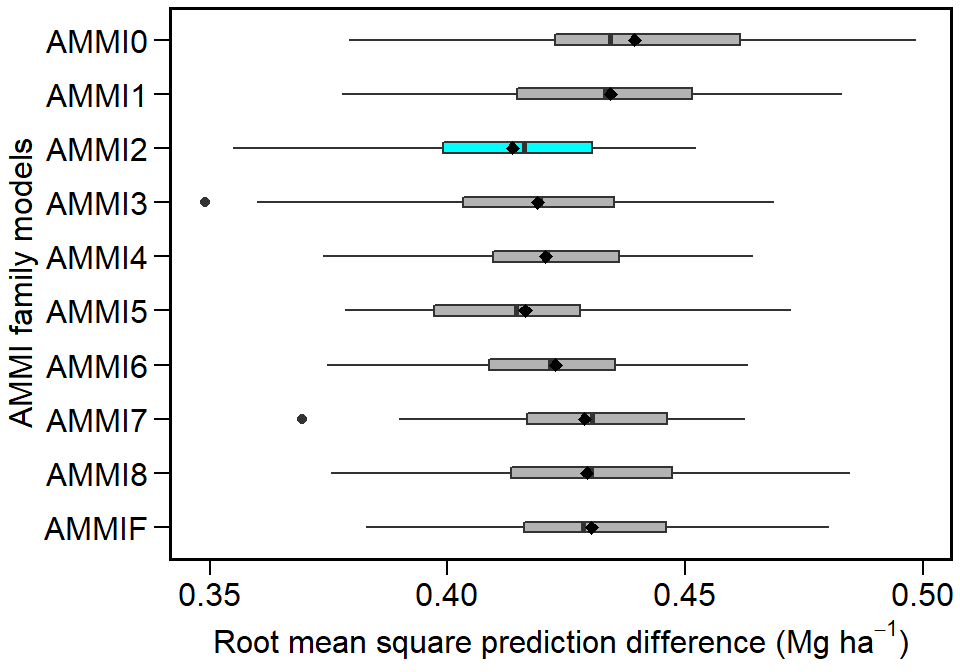 AMMI family models
AMMI0
AMMI1
AMMI2
AMMI3
AMMI4
AMMI5
AMMI6
AMMI7
AMMI8
AMMIF
0.35 0.40 0.45 0.50
Root mean square prediction difference (Mg ha⁻¹)